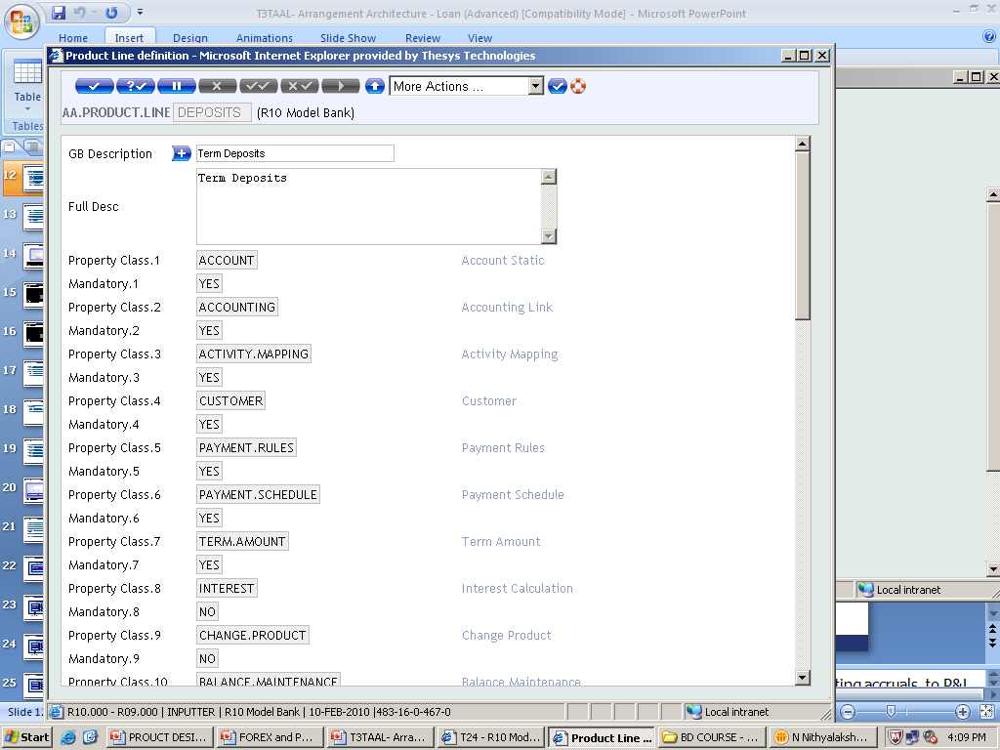 T3TAAL- Arrangement Architecture - Loan (Advanced) [Compatibility Mode] - Microsoft PowerPoint
Home Insert Design Animations Slide Show Review View
Table
Tables
Product Line definition - Microsoft Internet Explorer provided by Thesys Technologies
More Actions ...
AA.PRODUCT.LINE DEPOSITS (R10 Model Bank)
GB Description Term Deposits
Full Desc Term Deposits
Property Class.1 ACCOUNT Account Static
Mandatory.1 YES
Property Class.2 ACCOUNTING Accounting Link
Mandatory.2 YES
Property Class.3 ACTIVITY.MAPPING Activity Mapping
Mandatory.3 YES
Property Class.4 CUSTOMER Customer
Mandatory.4 YES
Property Class.5 PAYMENT.RULES Payment Rules
Mandatory.5 YES
Property Class.6 PAYMENT.SCHEDULE Payment Schedule
Mandatory.6 YES
Property Class.7 TERM.AMOUNT Term Amount
Mandatory.7 YES
Property Class.8 INTEREST Interest Calculation
Mandatory.8 NO
Property Class.9 CHANGE.PRODUCT Change Product
Mandatory.9 NO
Property Class.10 BALANCE.MAINTENANCE Balance Maintenance
12
13
14
15
16
17
18
19
20
21
22
23
24
25
Local intranet
accruals, to P&L
Slide
R10.000 - R09.000 | INPUTTER | R10 Model Bank | 10-FEB-2010 |483-16-0-467-0 Local intranet
Start PROUCT DESI... FOREX and P... T3TAAL- Arra... T24 - R10 Mod... Product Line ... BD COURSE - ... N Nithyalaksh... 4:09 PM